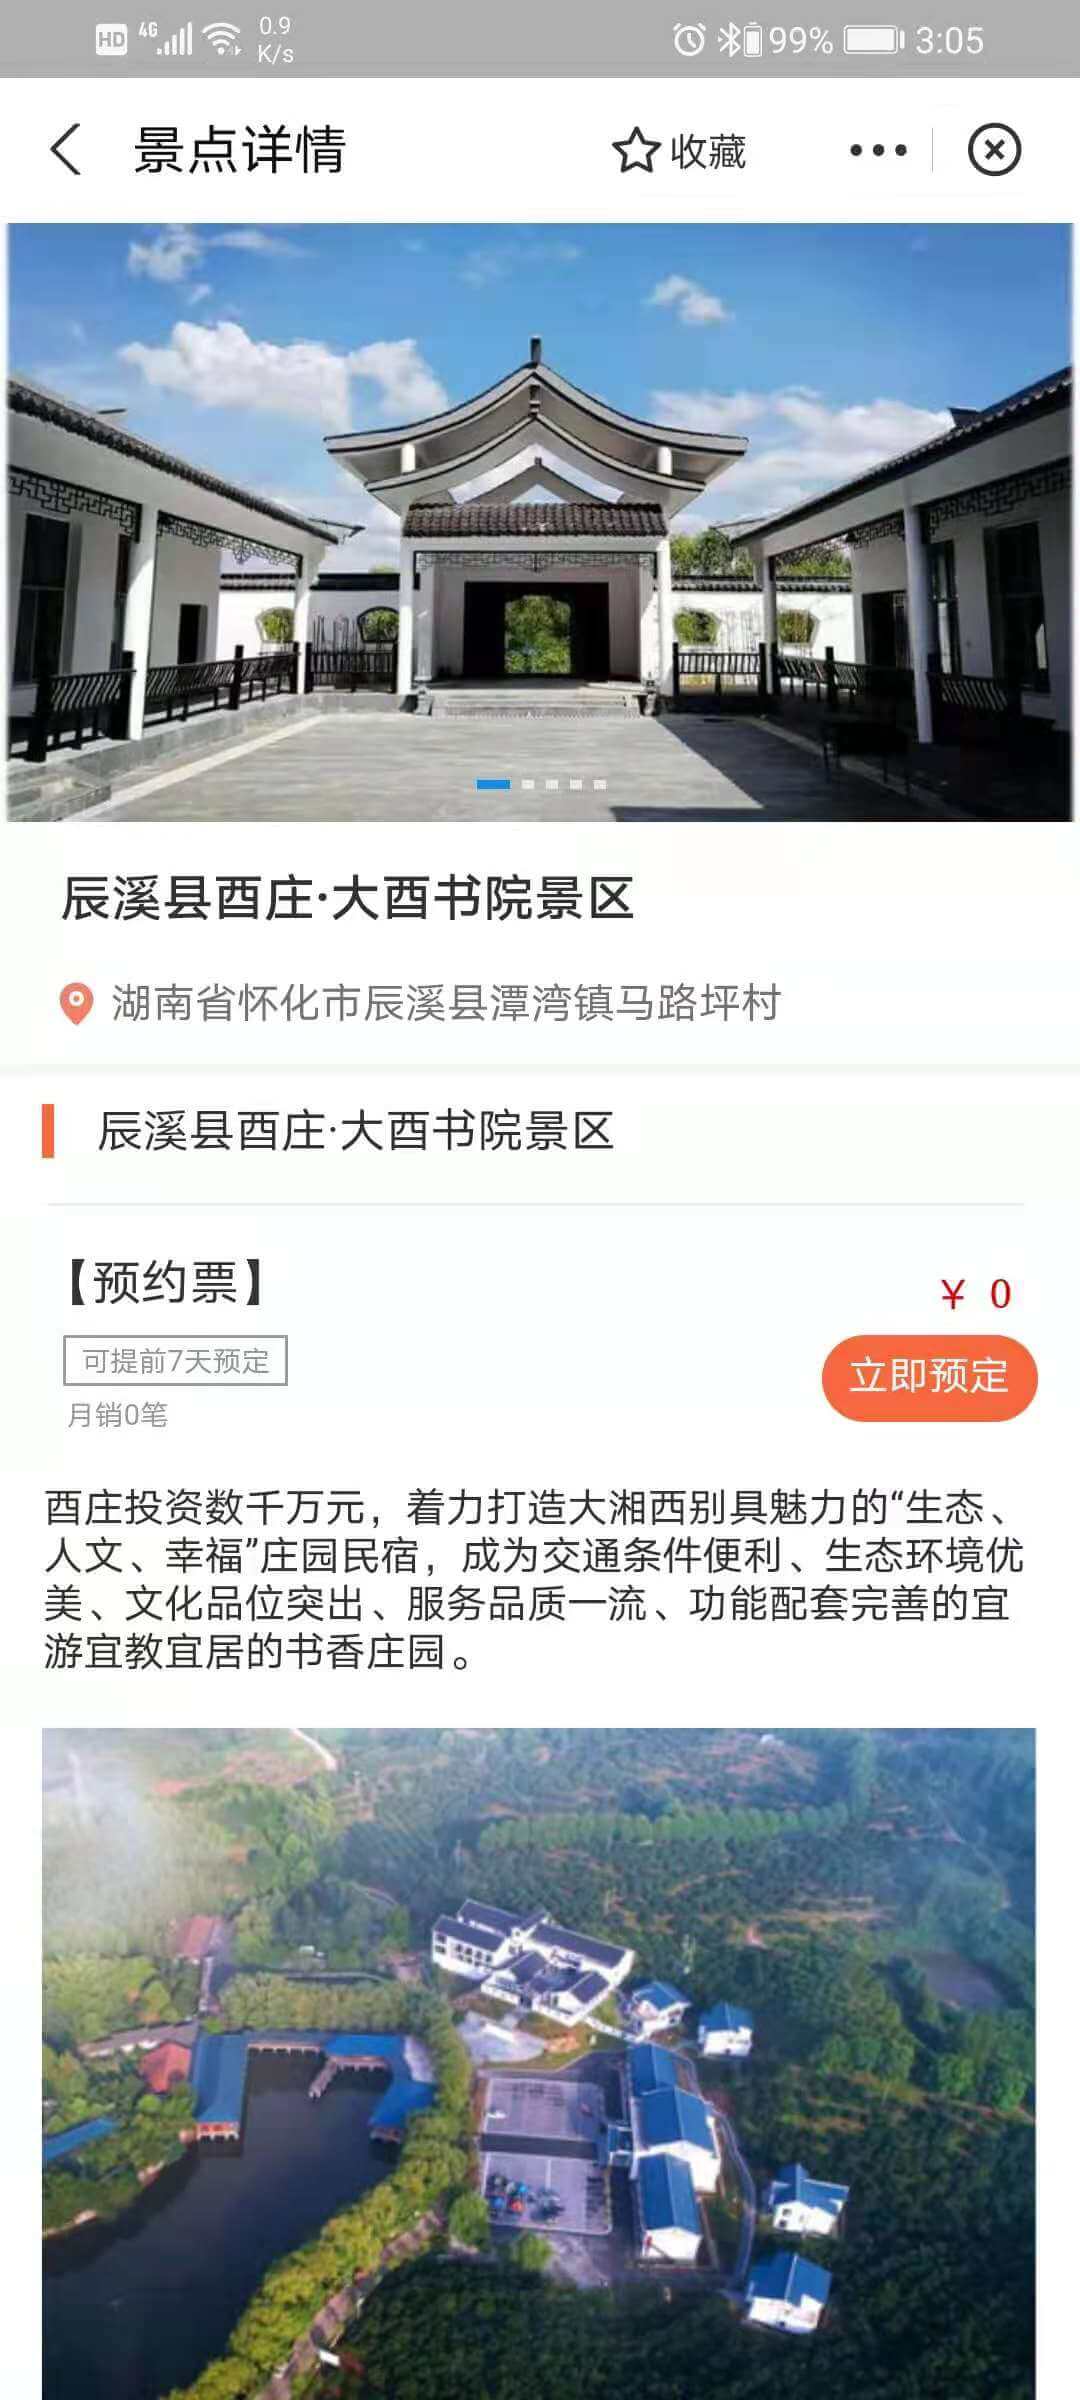 HD 4G 0.9 K/s 99% 3:05
景点详情 收藏
辰溪县酉庄·大酉书院景区
湖南省怀化市辰溪县潭湾镇马路坪村
辰溪县酉庄·大酉书院景区
【预约票】
¥ 0
可提前7天预定
立即预定
月销0笔
酉庄投资数千万元，着力打造大湘西别具魅力的“生态、
人文、幸福”庄园民宿，成为交通条件便利、生态环境优
美、文化品位突出、服务品质一流、功能配套完善的宜
游宜教宜居的书香庄园。